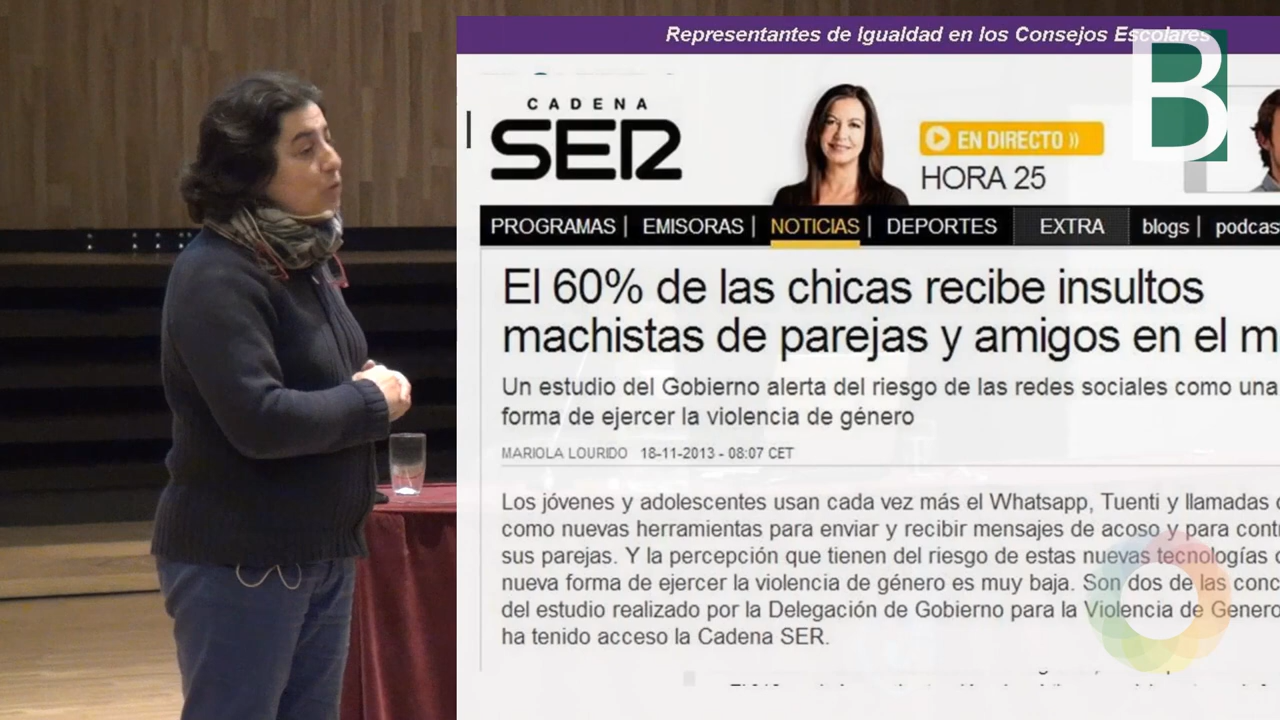 Representantes de Igualdad en los Consejos Escolares
B
CADENA
SER
EN DIRECTO
HORA 25
PROGRAMAS | EMISORAS | NOTICIAS | DEPORTES EXTRA blogs | podcas
El 60% de las chicas recibe insultos
machistas de parejas y amigos en el m
Un estudio del Gobierno alerta del riesgo de las redes sociales como una
forma de ejercer la violencia de género
MARIOLA LOURIDO 18-11-2013 - 08:07 CET
Los jóvenes y adolescentes usan cada vez más el Whatsapp, Tuenti y llamadas
como nuevas herramientas para enviar y recibir mensajes de acoso y para cont
sus parejas. Y la percepción que tienen del riesgo de estas nuevas tecnologías
nueva forma de ejercer la violencia de género es muy baja. Son dos de las conc
del estudio realizado por la Delegación de Gobierno para la Violencia de Genero
ha tenido acceso la Cadena SER.